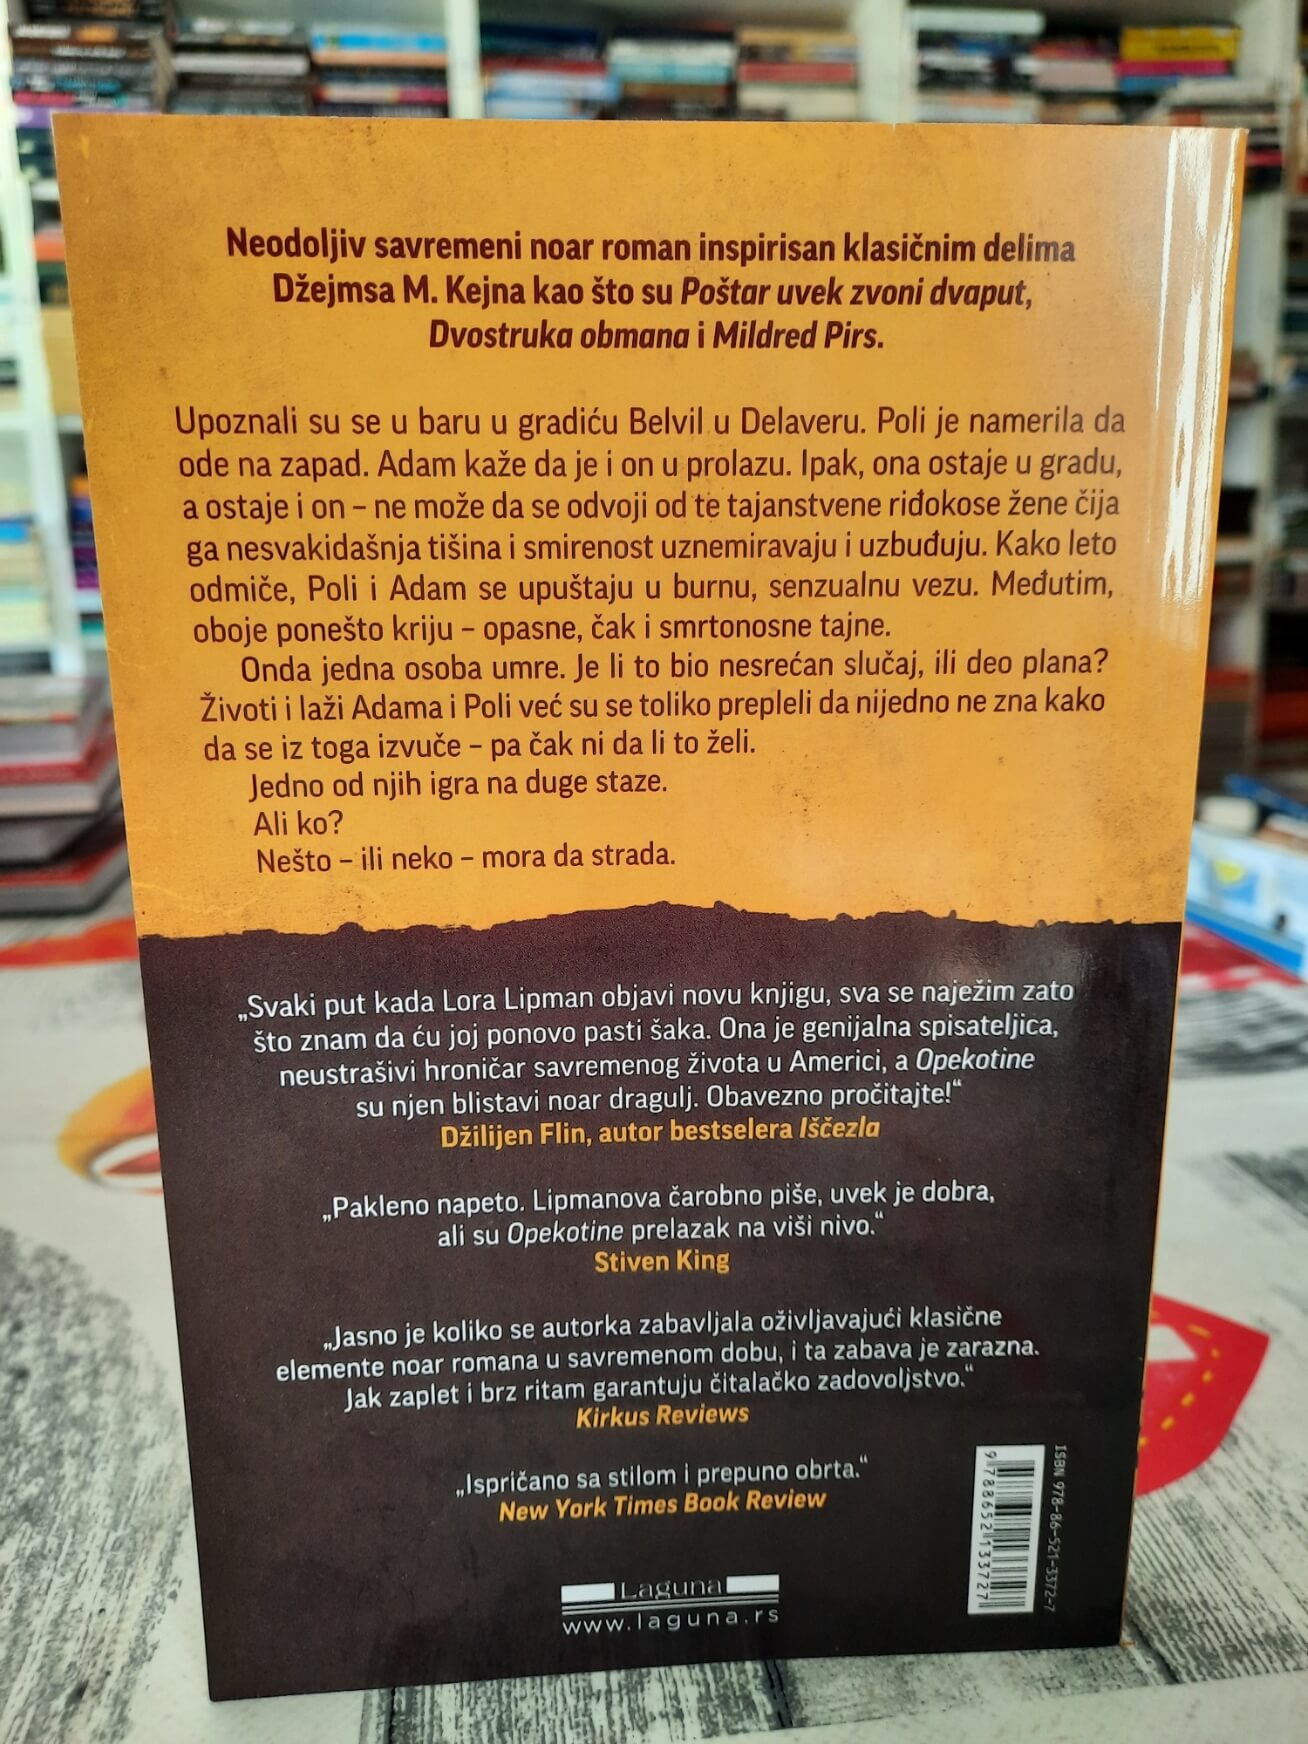 Neodoljiv savremeni noar roman inspirisan klasičnim delima
Džejmsa M. Kejna kao što su Poštar uvek zvoni dvaput,
Dvostruka obmana i Mildred Pirs.
Upoznali su se u baru u gradiću Belvil u Delaveru. Poli je namerila da
ode na zapad. Adam kaže da je i on u prolazu. Ipak, ona ostaje u gradu,
a ostaje i on – ne može da se odvoji od te tajanstvene riđokose žene čija
ga nesvakidašnja tišina i smirenost uznemiravaju i uzbuđuju. Kako leto
odmiče, Poli i Adam se upuštaju u burnu, senzualnu vezu. Međutim,
oboje ponešto kriju – opasne, čak i smrtonosne tajne.
Onda jedna osoba umre. Je li to bio nesrećan slučaj, ili deo plana?
Životi i laži Adama i Poli već su se toliko prepleli da nijedno ne zna kako
da se iz toga izvuče – pa čak ni da li to želi.
Jedno od njih igra na duge staze.
Ali ko?
Nešto – ili neko – mora da strada.
„Svaki put kada Lora Lipman objavi novu knjigu, sva se naježim zato
što znam da ću joj ponovo pasti šaka. Ona je genijalna spisateljica,
neustrašivi hroničar savremenog života u Americi, a Opekotine
su njen blistavi noar dragulj. Obavezno pročitajte!“
Džilijen Flin, autor bestselera Iščezla
„Pakleno napeto. Lipmanova čarobno piše, uvek je dobra,
ali su Opekotine prelazak na viši nivo.“
Stiven King
„Jasno je koliko se autorka zabavljala oživljavajući klasične
elemente noar romana u savremenom dobu, i ta zabava je zarazna.
Jak zaplet i brz ritam garantuju čitalačko zadovoljstvo.“
Kirkus Reviews
„Ispričano sa stilom i prepuno obrta.“
New York Times Book Review
ISBN 978-86-521-3372-7
9 788652 133727
Laguna
www.laguna.rs